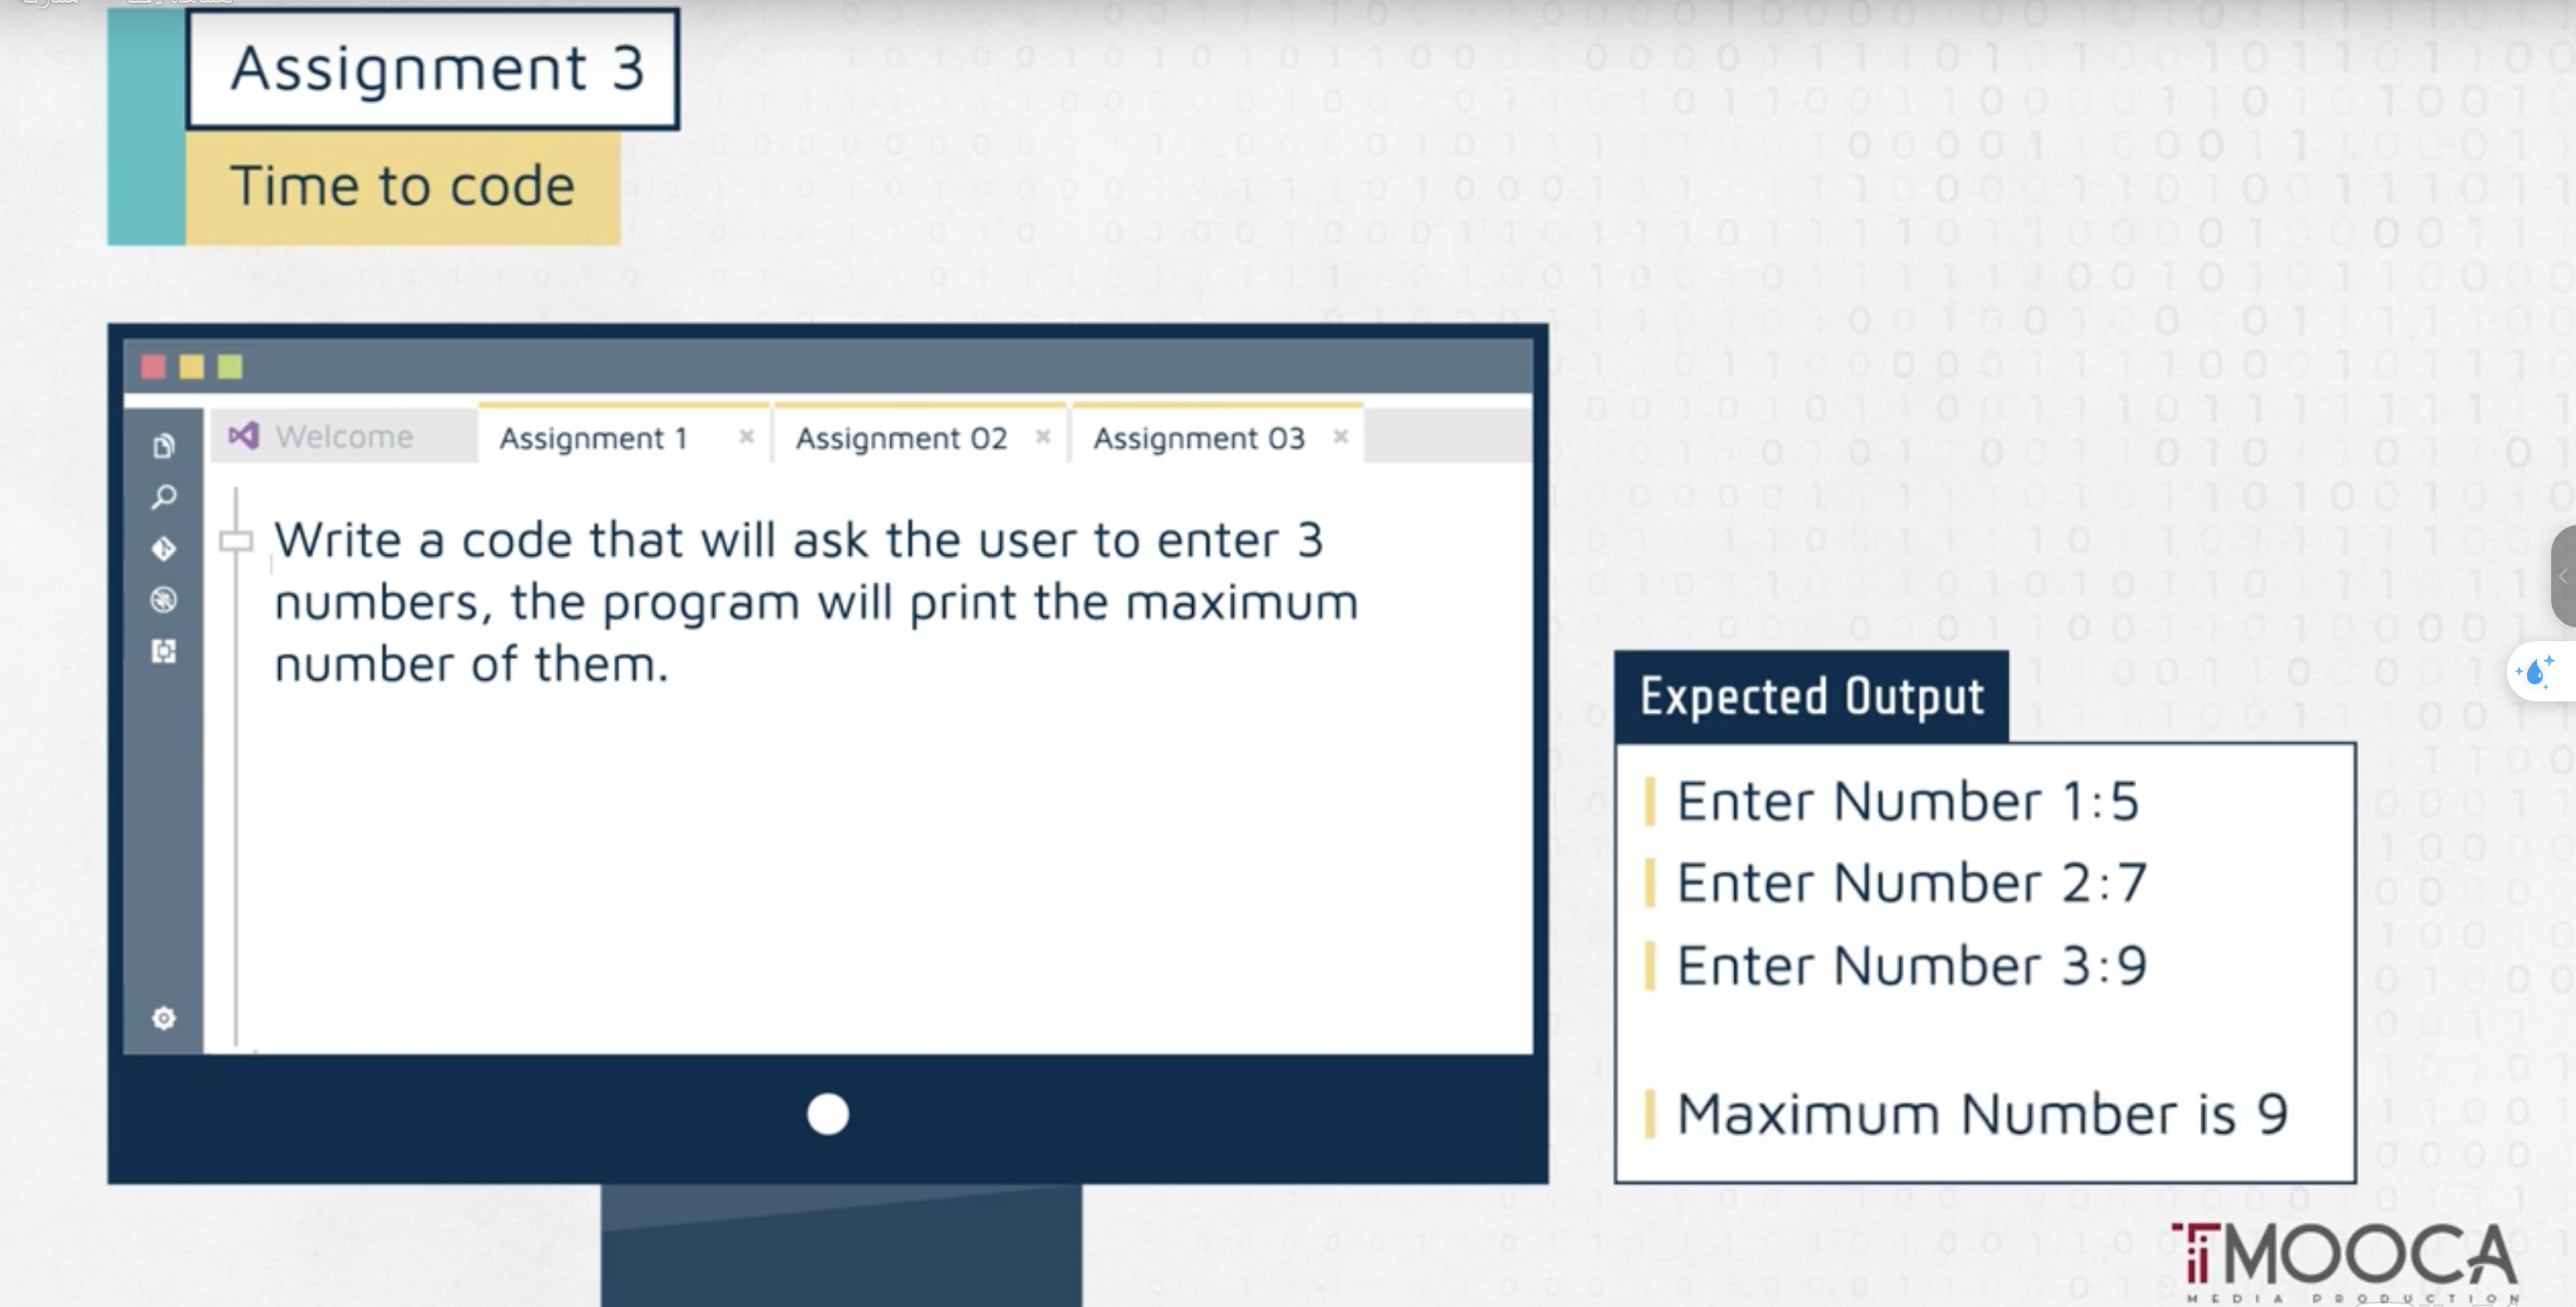 Assignment 3
Time to code
Welcome
Assignment 1
Assignment 02
Assignment 03
Write a code that will ask the user to enter 3
numbers, the program will print the maximum
number of them.
Expected Output
Enter Number 1:5
Enter Number 2:7
Enter Number 3:9
Maximum Number is 9
MOOCA
MEDIA PRODUCTION